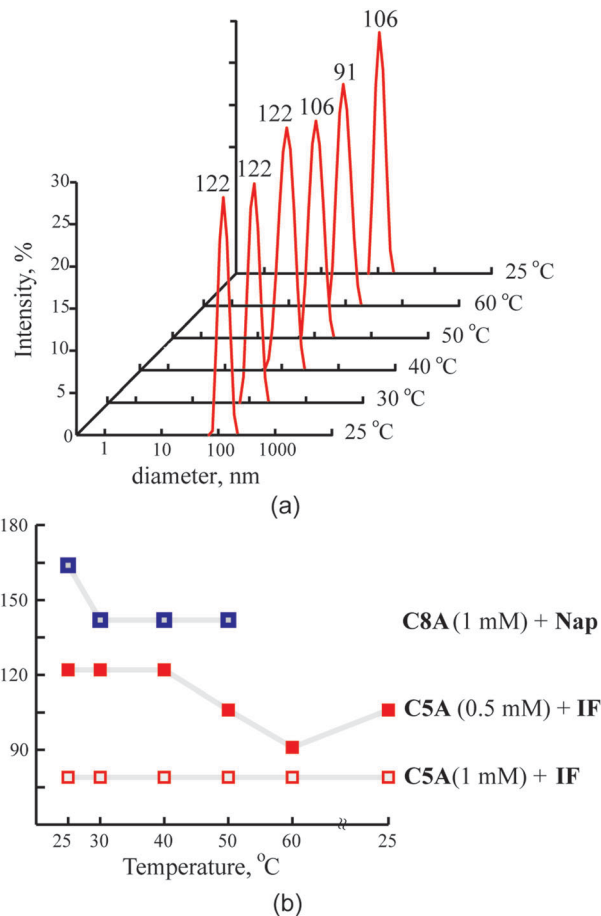 106
91
106
122
122
122
30
25
20
15
10
5
0
Intensity, %
25 °C
60 °C
50 °C
40 °C
30 °C
25 °C
1 10 100 1000
diameter, nm
(a)
180
150
120
90
C8A (1 mM) + Nap
C5A (0.5 mM) + IF
C5A (1 mM) + IF
25 30 40 50 60 25
Temperature, °C
(b)